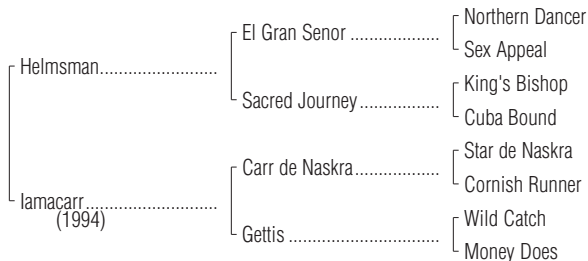 Northern Dancer
El Gran Senor ....................
Sex Appeal
Helmsman..........................
King's Bishop
Sacred Journey..................
Cuba Bound
Star de Naskra
Carr de Naskra...................
Cornish Runner
Iamacarr.............................
(1994)
Wild Catch
Gettis ..................................
Money Does